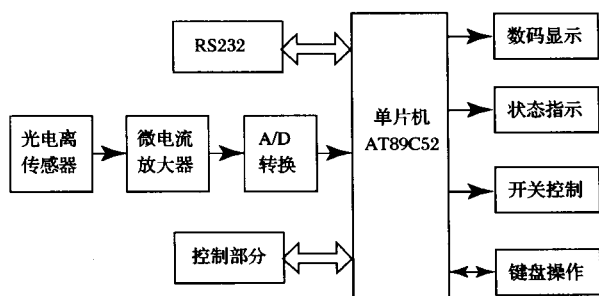 RS232
光电离
传感器
微电流
放大器
A/D
转换
控制部分
单片机
AT89C52
数码显示
状态指示
开关控制
键盘操作